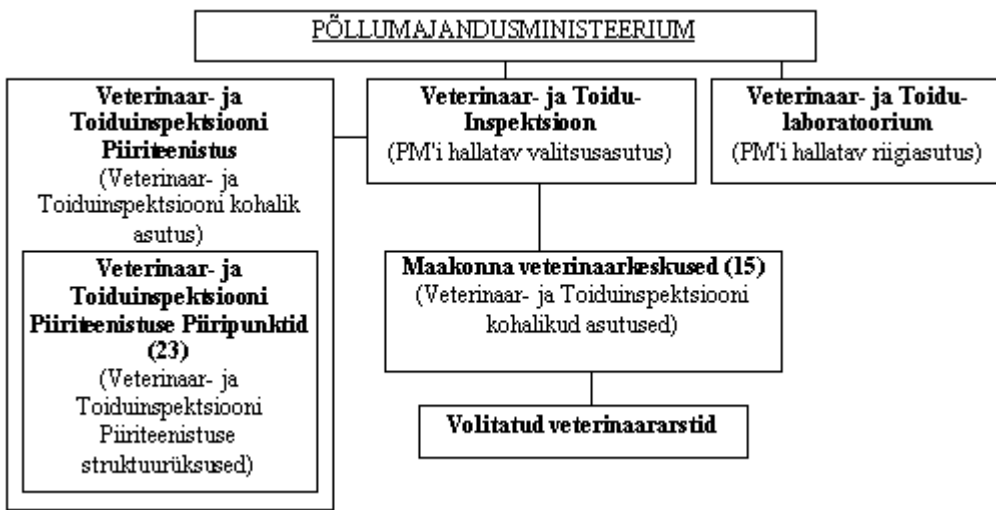 PÕLLUMAJANDUSMINISTEERIUM
Veterinaar- ja
Toiduinspektsiooni
Piiriteenistus
(Veterinaar- ja
Toiduinspektsiooni kohalik
asutus)
Veterinaar- ja
Toiduinspektsiooni
Piiriteenistuse Piiripunktid
(23)
(Veterinaar- ja
Toiduinspektsiooni
Piiriteenistuse
struktuurüksused)
Veterinaar- ja Toidu-
Inspektsioon
(PM'i hallatav valitsusasutus)
Maakonna veterinaarkeskused (15)
(Veterinaar- ja Toiduinspektsiooni
kohalikud asutused)
Volitatud veterinaararstid
Veterinaar- ja Toidu-
laboratoorium
(PM'i hallatav riigiasutus)